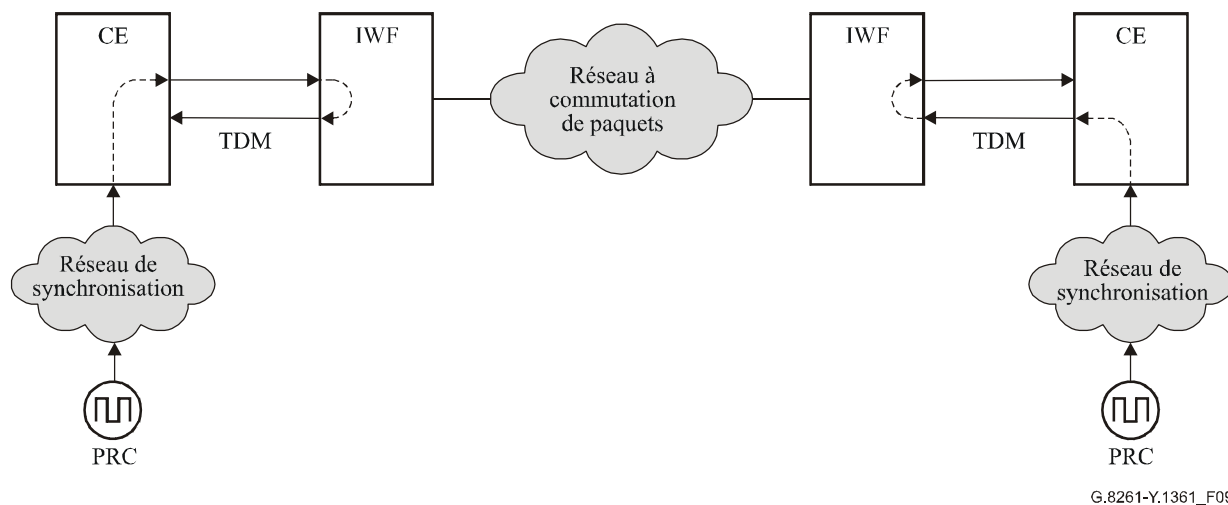 CE
IWF
IWF
CE
Réseau à
commutation
de paquets
TDM
TDM
Réseau de
synchronisation
Réseau de
synchronisation
PRC
PRC
G.8261-Y.1361_F09